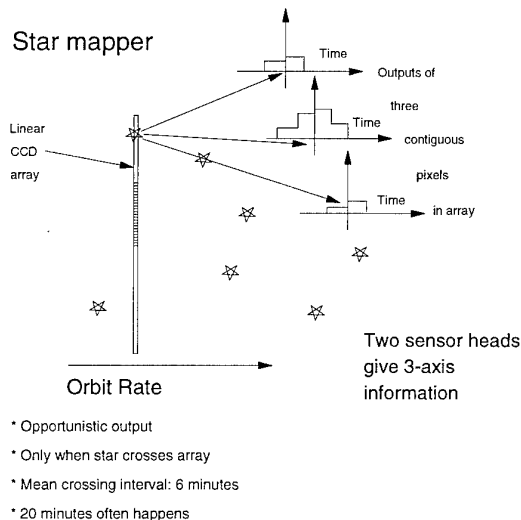 Star mapper
Time
Outputs of
three
Time
contiguous
pixels
Time
in array
Linear
CCD
array
Two sensor heads
give 3-axis
information
Orbit Rate
* Opportunistic output
* Only when star crosses array
* Mean crossing interval: 6 minutes
* 20 minutes often happens